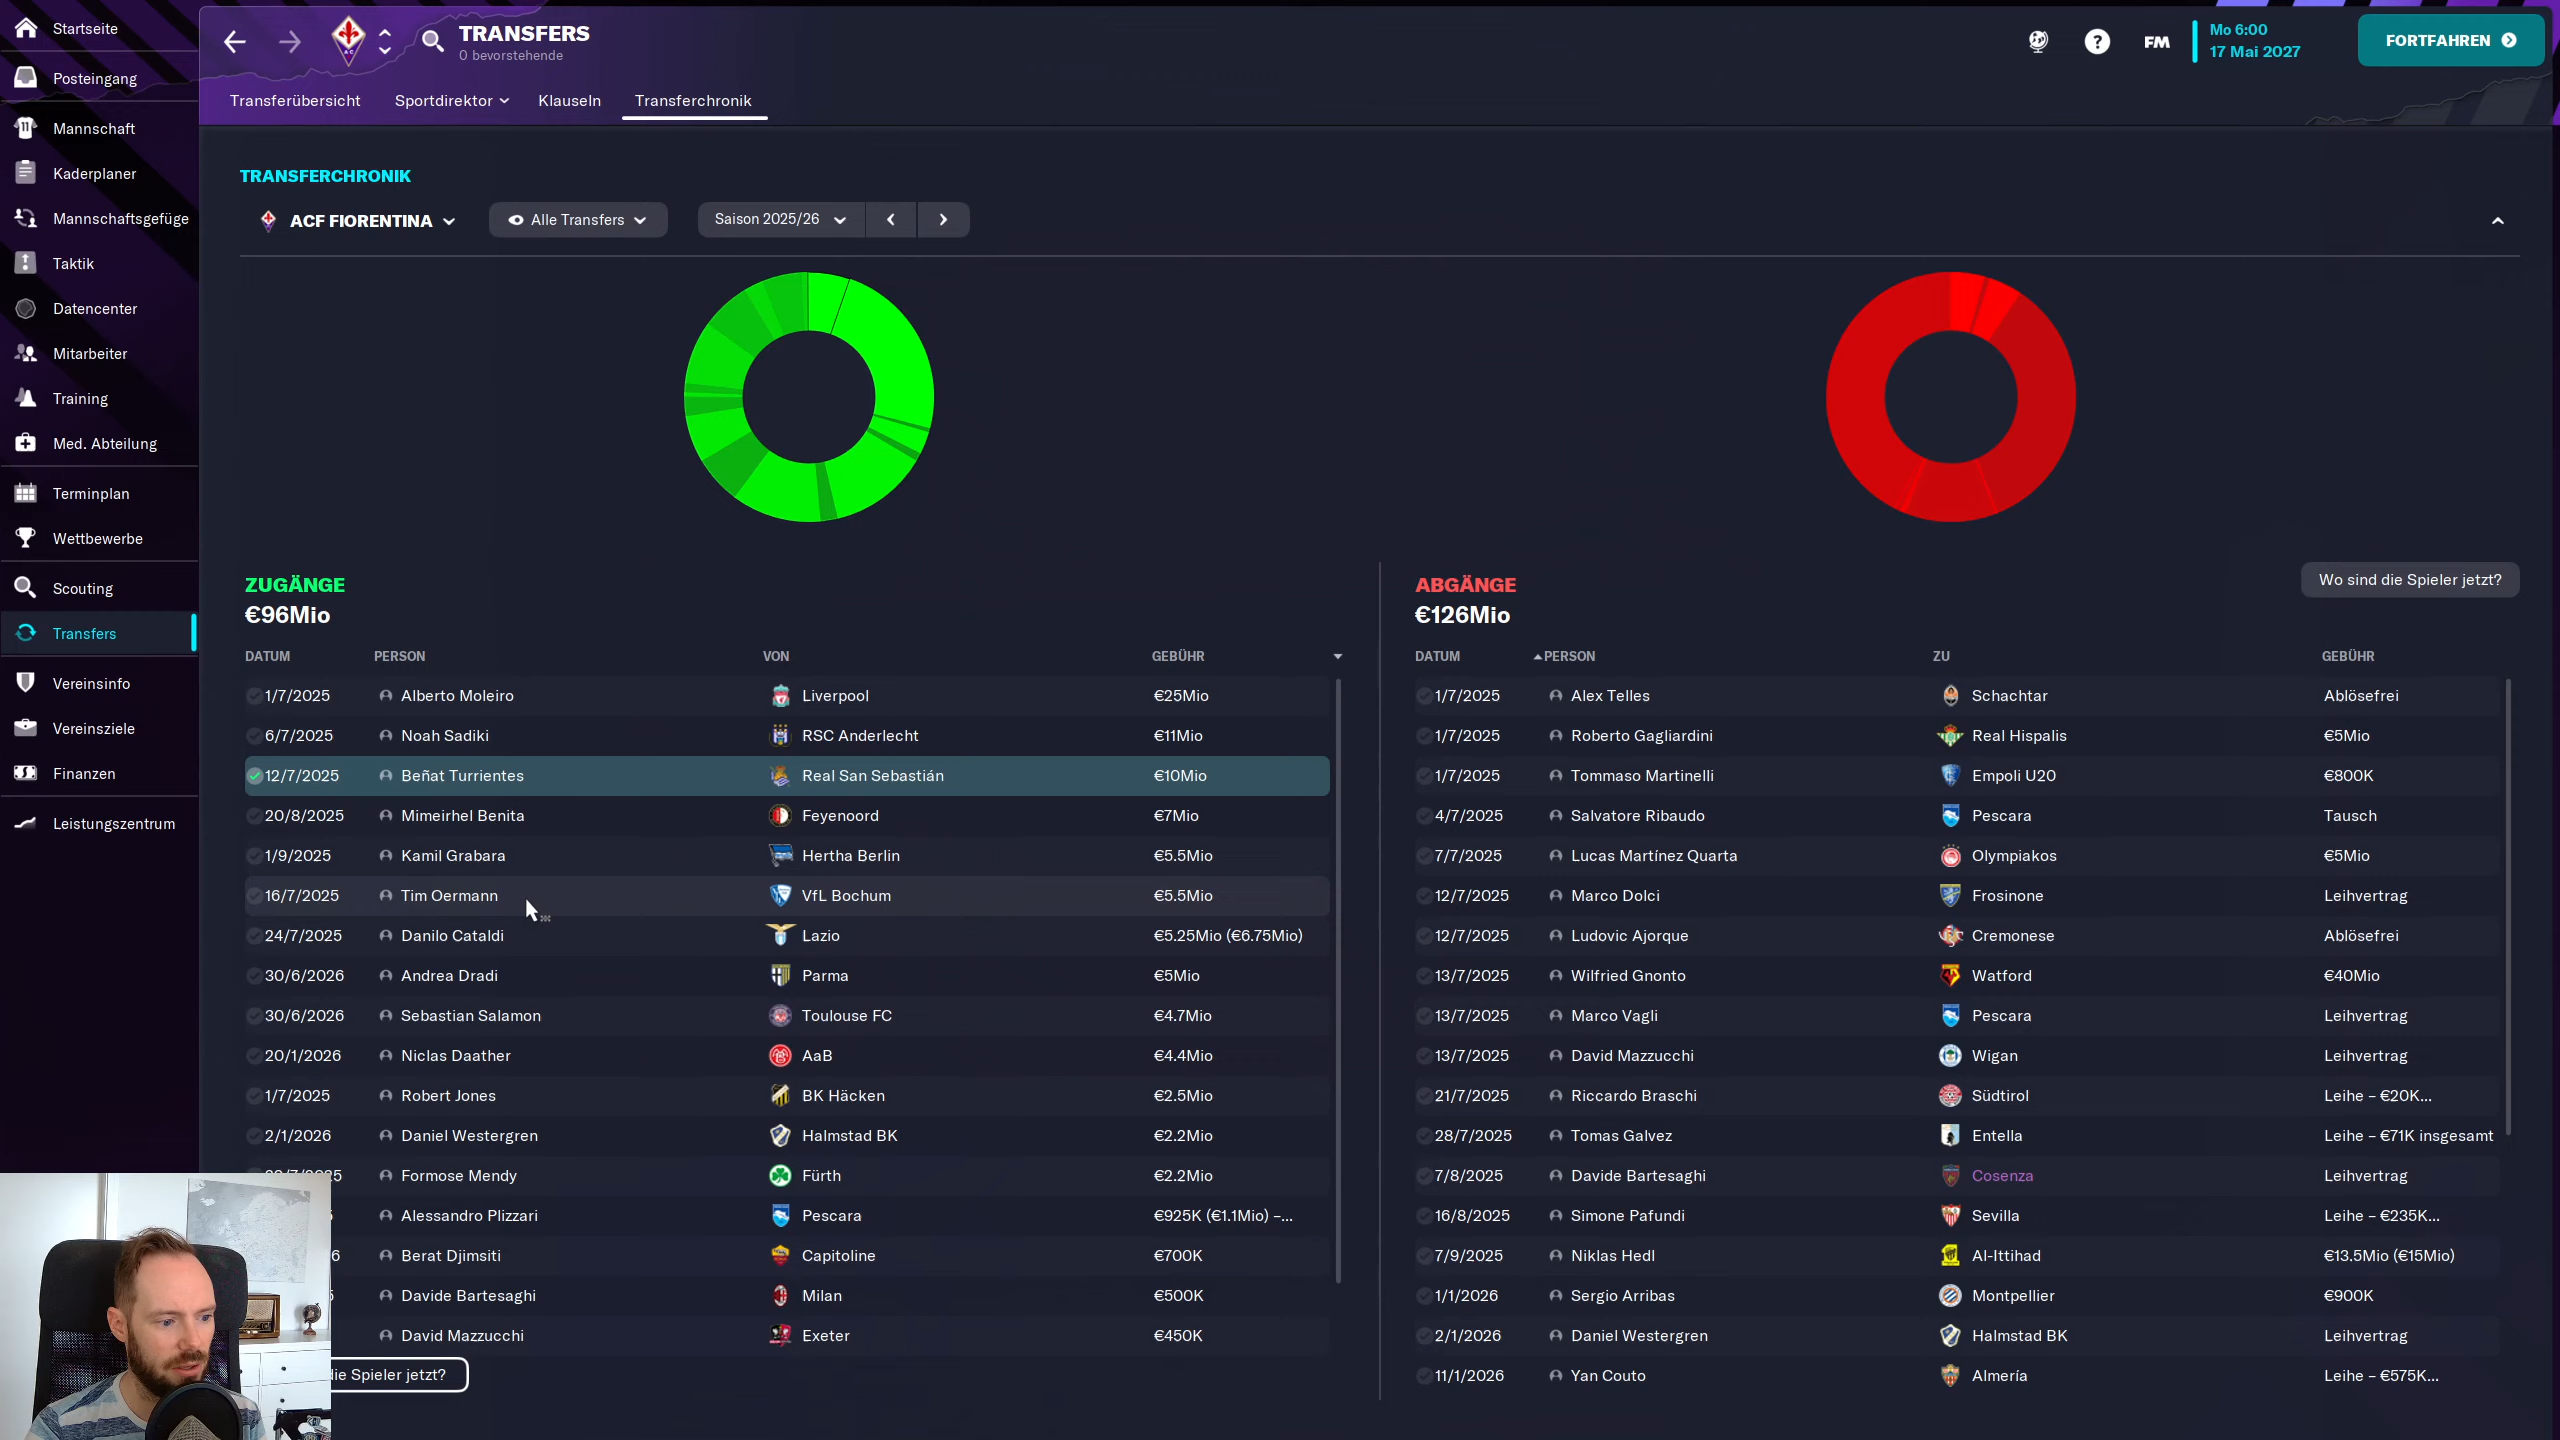 Startseite
Posteingang
Mannschaft
Kaderplaner
Mannschaftsgefüge
Taktik
Datencenter
Mitarbeiter
Training
Med. Abteilung
Terminplan
Wettbewerbe
Scouting
Transfers
Vereinsinfo
Vereinsziele
Finanzen
Leistungszentrum
TRANSFERS
0 bevorstehende
FM
Mo 6:00
17 Mai 2027
FORTFAHREN
Transferübersicht Sportdirektor Klauseln Transferchronik
TRANSFERCHRONIK
ACF FIORENTINA Alle Transfers Saison 2025/26
ZUGÄNGE
€96Mio
DATUM PERSON VON GEBÜHR
1/7/2025 Alberto Moleiro Liverpool €25Mio
6/7/2025 Noah Sadiki RSC Anderlecht €11Mio
12/7/2025 Beñat Turrientes Real San Sebastián €10Mio
20/8/2025 Mimeirhel Benita Feyenoord €7Mio
1/9/2025 Kamil Grabara Hertha Berlin €5.5Mio
16/7/2025 Tim Oermann VfL Bochum €5.5Mio
24/7/2025 Danilo Cataldi Lazio €5.25Mio (€6.75Mio)
30/6/2026 Andrea Dradi Parma €5Mio
30/6/2026 Sebastian Salamon Toulouse FC €4.7Mio
20/1/2026 Niclas Daather AaB €4.4Mio
1/7/2025 Robert Jones BK Häcken €2.5Mio
2/1/2026 Daniel Westergren Halmstad BK €2.2Mio
Formose Mendy Fürth €2.2Mio
Alessandro Plizzari Pescara €925K (€1.1Mio) –...
Berat Djimsiti Capitoline €700K
Davide Bartesaghi Milan €500K
David Mazzucchi Exeter €450K
die Spieler jetzt?
ABGÄNGE
€126Mio
Wo sind die Spieler jetzt?
DATUM PERSON ZU GEBÜHR
1/7/2025 Alex Telles Schachtar Ablösefrei
1/7/2025 Roberto Gagliardini Real Hispalis €5Mio
1/7/2025 Tommaso Martinelli Empoli U20 €800K
4/7/2025 Salvatore Ribaudo Pescara Tausch
7/7/2025 Lucas Martínez Quarta Olympiakos €5Mio
12/7/2025 Marco Dolci Frosinone Leihvertrag
12/7/2025 Ludovic Ajorque Cremonese Ablösefrei
13/7/2025 Wilfried Gnonto Watford €40Mio
13/7/2025 Marco Vagli Pescara Leihvertrag
13/7/2025 David Mazzucchi Wigan Leihvertrag
21/7/2025 Riccardo Braschi Südtirol Leihe – €20K...
28/7/2025 Tomas Galvez Entella Leihe – €71K insgesamt
7/8/2025 Davide Bartesaghi Cosenza Leihvertrag
16/8/2025 Simone Pafundi Sevilla Leihe – €235K...
7/9/2025 Niklas Hedl Al-Ittihad €13.5Mio (€15Mio)
1/1/2026 Sergio Arribas Montpellier €900K
2/1/2026 Daniel Westergren Halmstad BK Leihvertrag
11/1/2026 Yan Couto Almería Leihe – €575K...